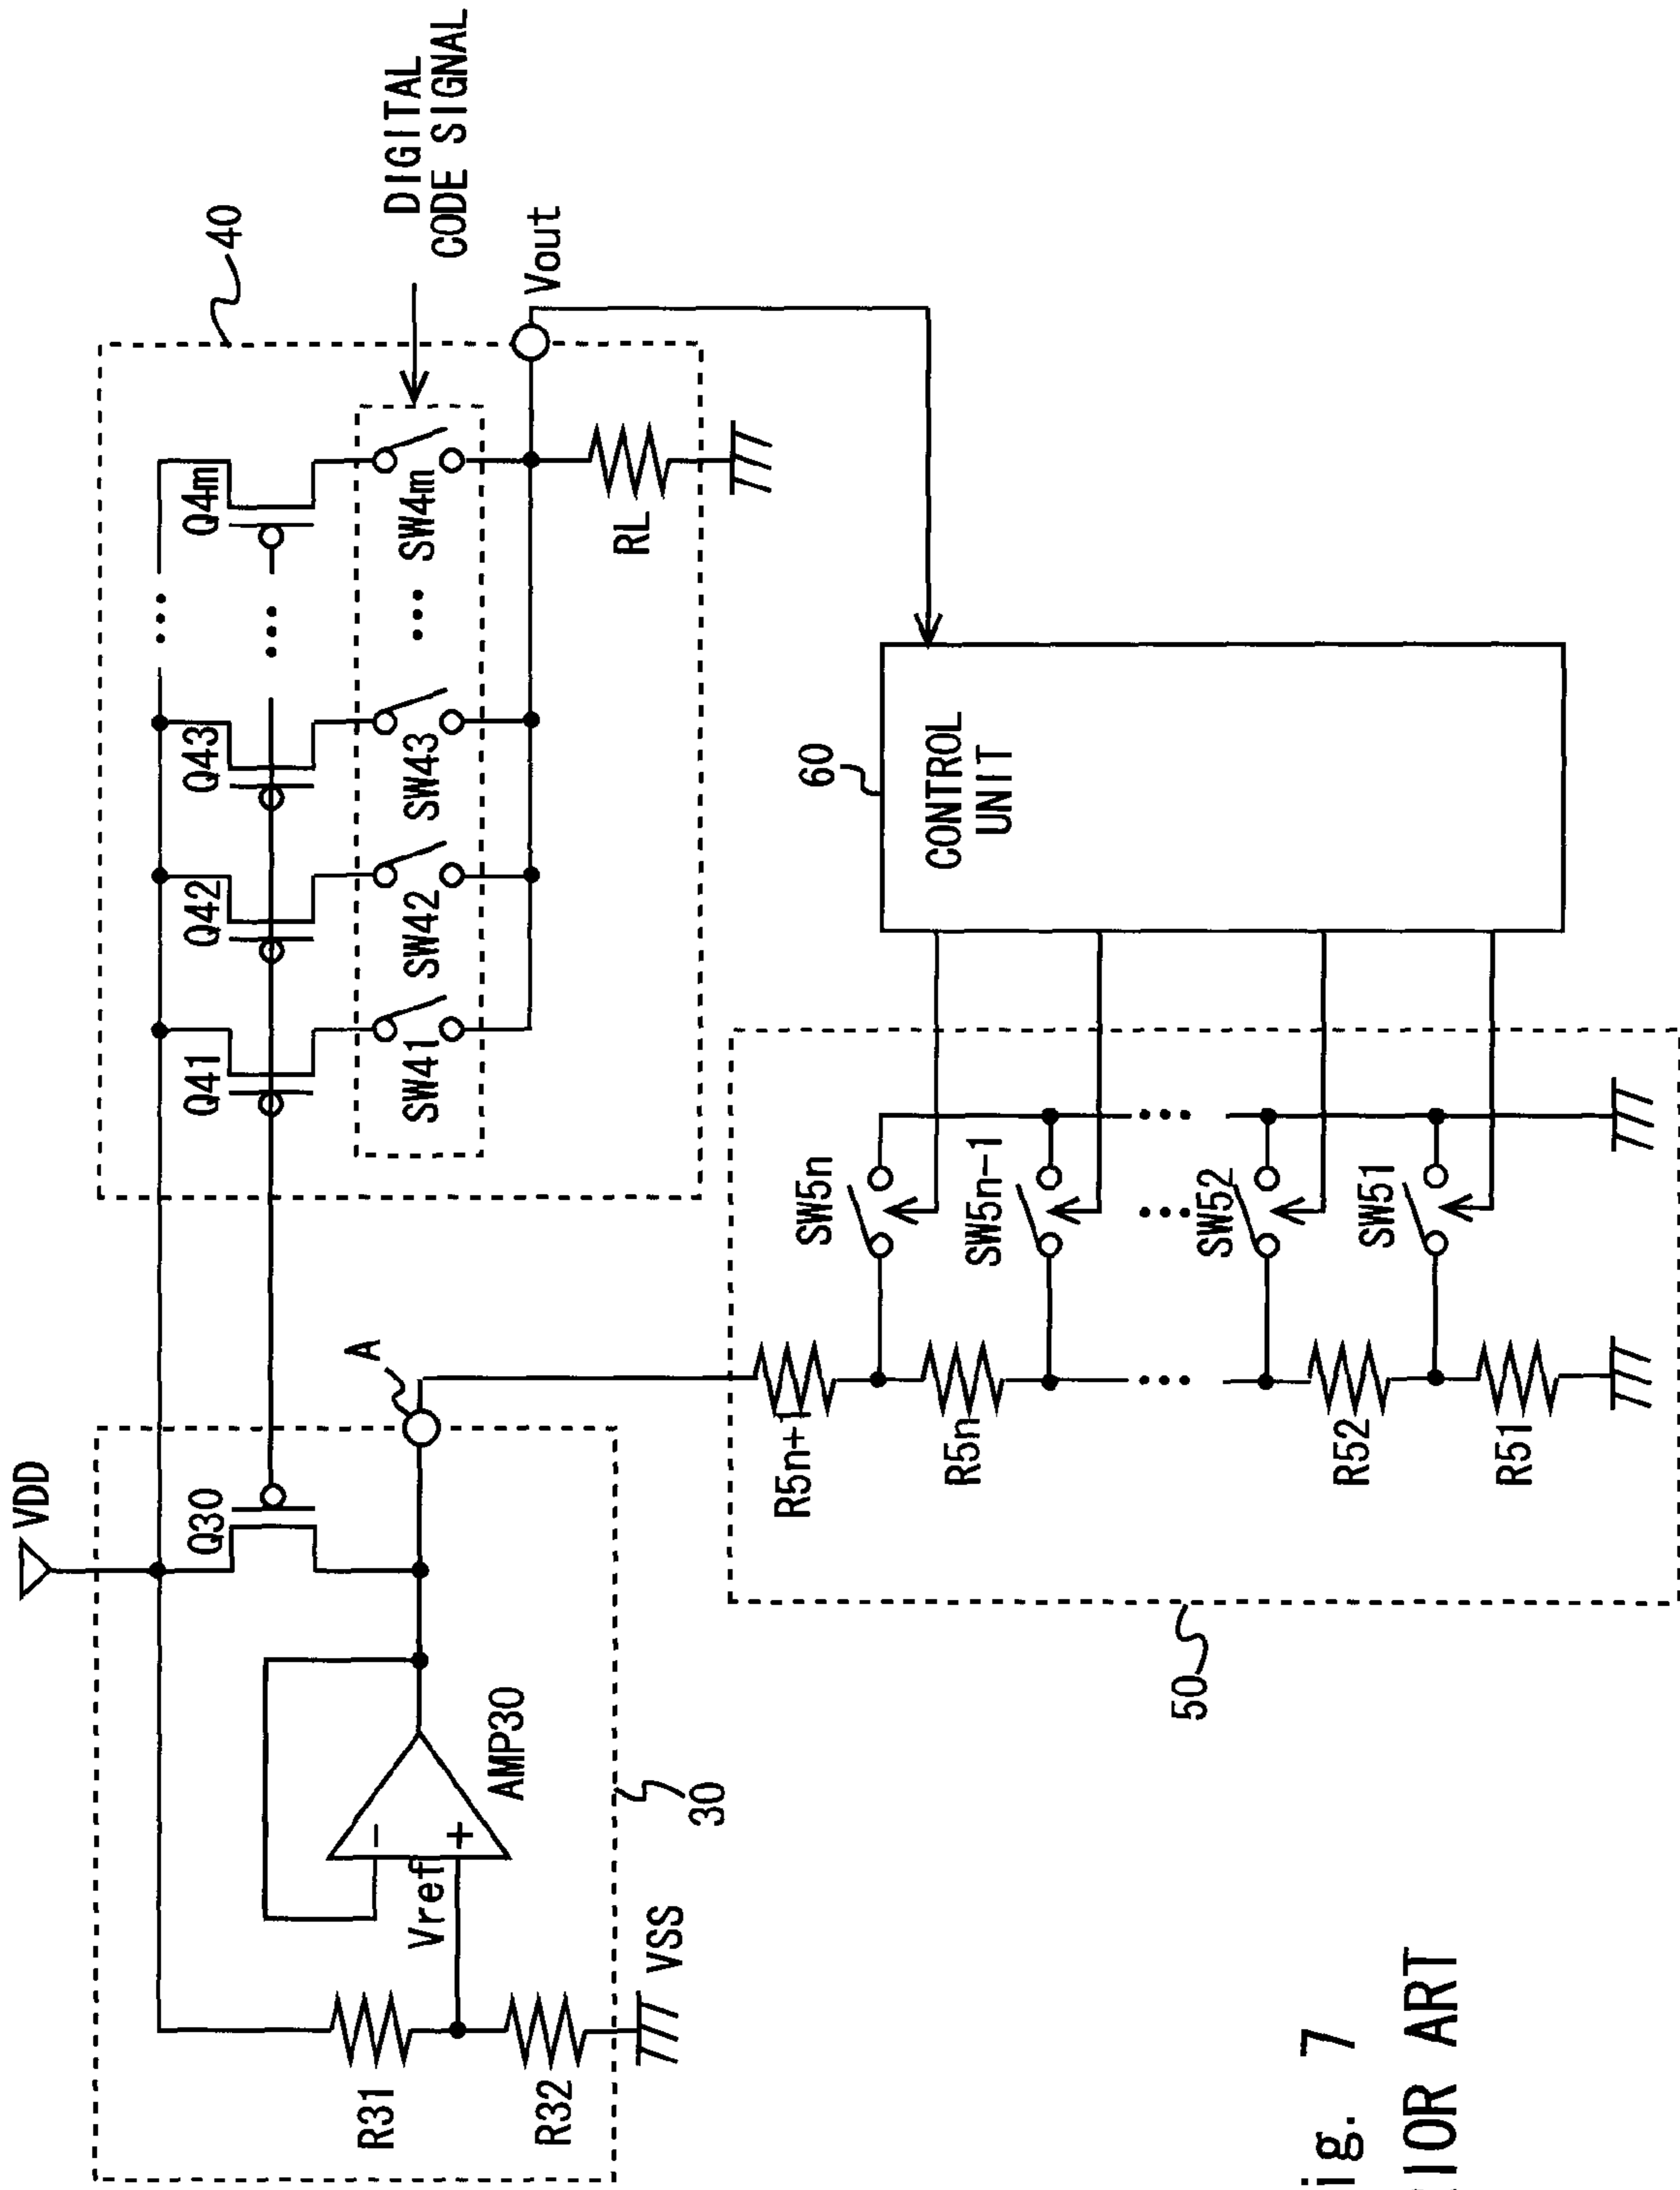 VDD
Q30
A
R31
R32
Vref
-
+
AMP30
VSS
30
40
Q41
Q42
Q43
...
Q4m
SW41
SW42
SW43
...
SW4m
DIGITAL
CODE SIGNAL
Vout
RL
60
CONTROL
UNIT
50
R5n+1
R5n
...
R52
R51
SW5n
SW5n-1
...
SW52
SW51
ig. 7
IOR ART